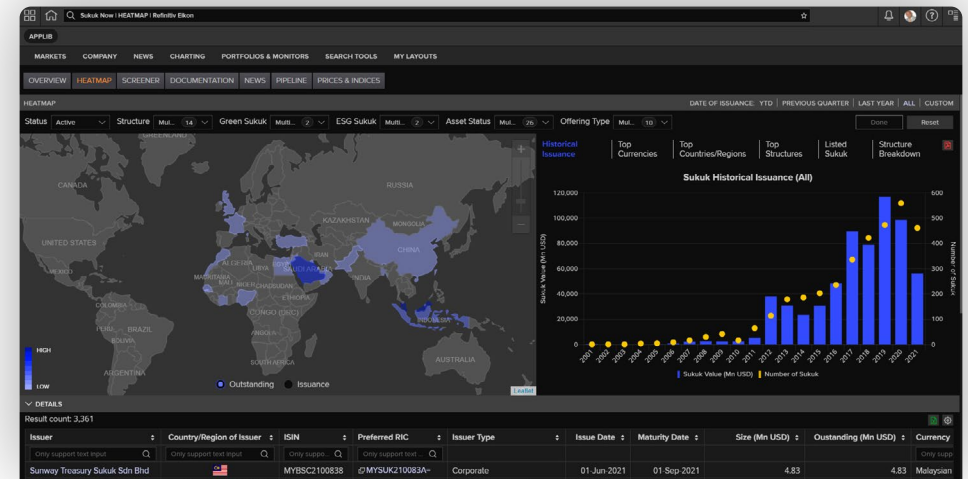 Sukuk Now | HEATMAP | Refinitiv Eikon
APPLIB
MARKETS COMPANY NEWS CHARTING PORTFOLIOS & MONITORS SEARCH TOOLS MY LAYOUTS
OVERVIEW HEATMAP SCREENER DOCUMENTATION NEWS PIPELINE PRICES & INDICES
HEATMAP DATE OF ISSUANCE: YTD | PREVIOUS QUARTER | LAST YEAR | ALL | CUSTOM
Status Active Structure Mul... 14 Green Sukuk Multi... 2 ESG Sukuk Multi... 2 Asset Status Mul... 26 Offering Type Mul... 10 Done Reset
GREENLAND
CANADA
RUSSIA
UNITED STATES
KAZAKHSTAN
MONGOLIA
CHINA
IRAN
MEXICO
ALGERIA
LIBYA
EGYPT
SAUDI ARABIA
INDIA
MAURITANIA
MALI
NIGER
CHAD
SUDAN
ETHIOPIA
COLOMBIA
CONGO (DRC)
INDONESIA
PERU
BRAZIL
ANGOLA
BOLIVIA
SOUTH AFRICA
AUSTRALIA
ARGENTINA
HIGH
LOW
Outstanding Issuance
Leaflet
Historical Issuance
Top Currencies
Top Countries/Regions
Top Structures
Listed Sukuk
Structure Breakdown
Sukuk Historical Issuance (All)
Sukuk Value (Mn USD)
120,000
100,000
80,000
60,000
40,000
20,000
0
600
500
400
300
200
100
0
Number of Sukuk
2001 2002 2003 2004 2005 2006 2007 2008 2009 2010 2011 2012 2013 2014 2015 2016 2017 2018 2019 2020 2021
Sukuk Value (Mn USD) Number of Sukuk
DETAILS
Result count: 3,361
Issuer Country/Region of Issuer ISIN Preferred RIC Issuer Type Issue Date Maturity Date Size (Mn USD) Oustanding (Mn USD) Currency
Only support text input Only support text input Only suppo... Only support text ... Only supp
Sunway Treasury Sukuk Sdn Bhd MYBSC2100838 MYSUK210083A= Corporate 01-Jun-2021 01-Sep-2021 4.83 4.83 Malaysian